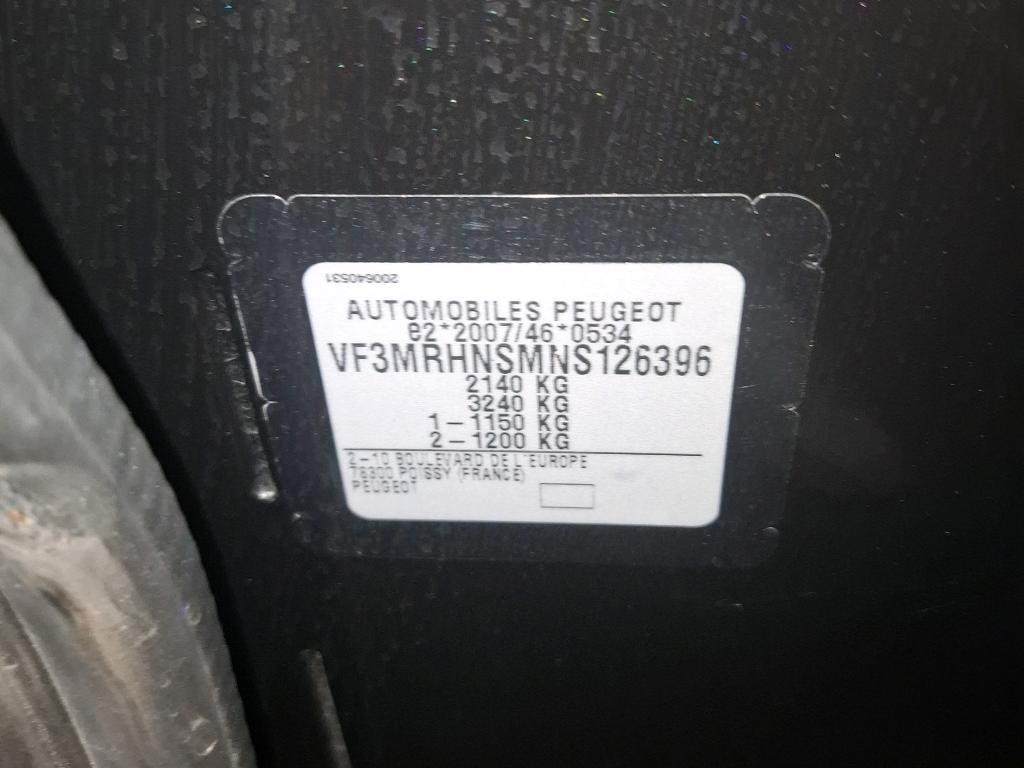 200640531
AUTOMOBILES PEUGEOT
e2*2007/46*0534
VF3MRHNSMNS126396
2140 KG
3240 KG
1-1150 KG
2-1200 KG
2-10 BOULEVARD DE L'EUROPE
78300 POISSY (FRANCE)
PEUGEOT